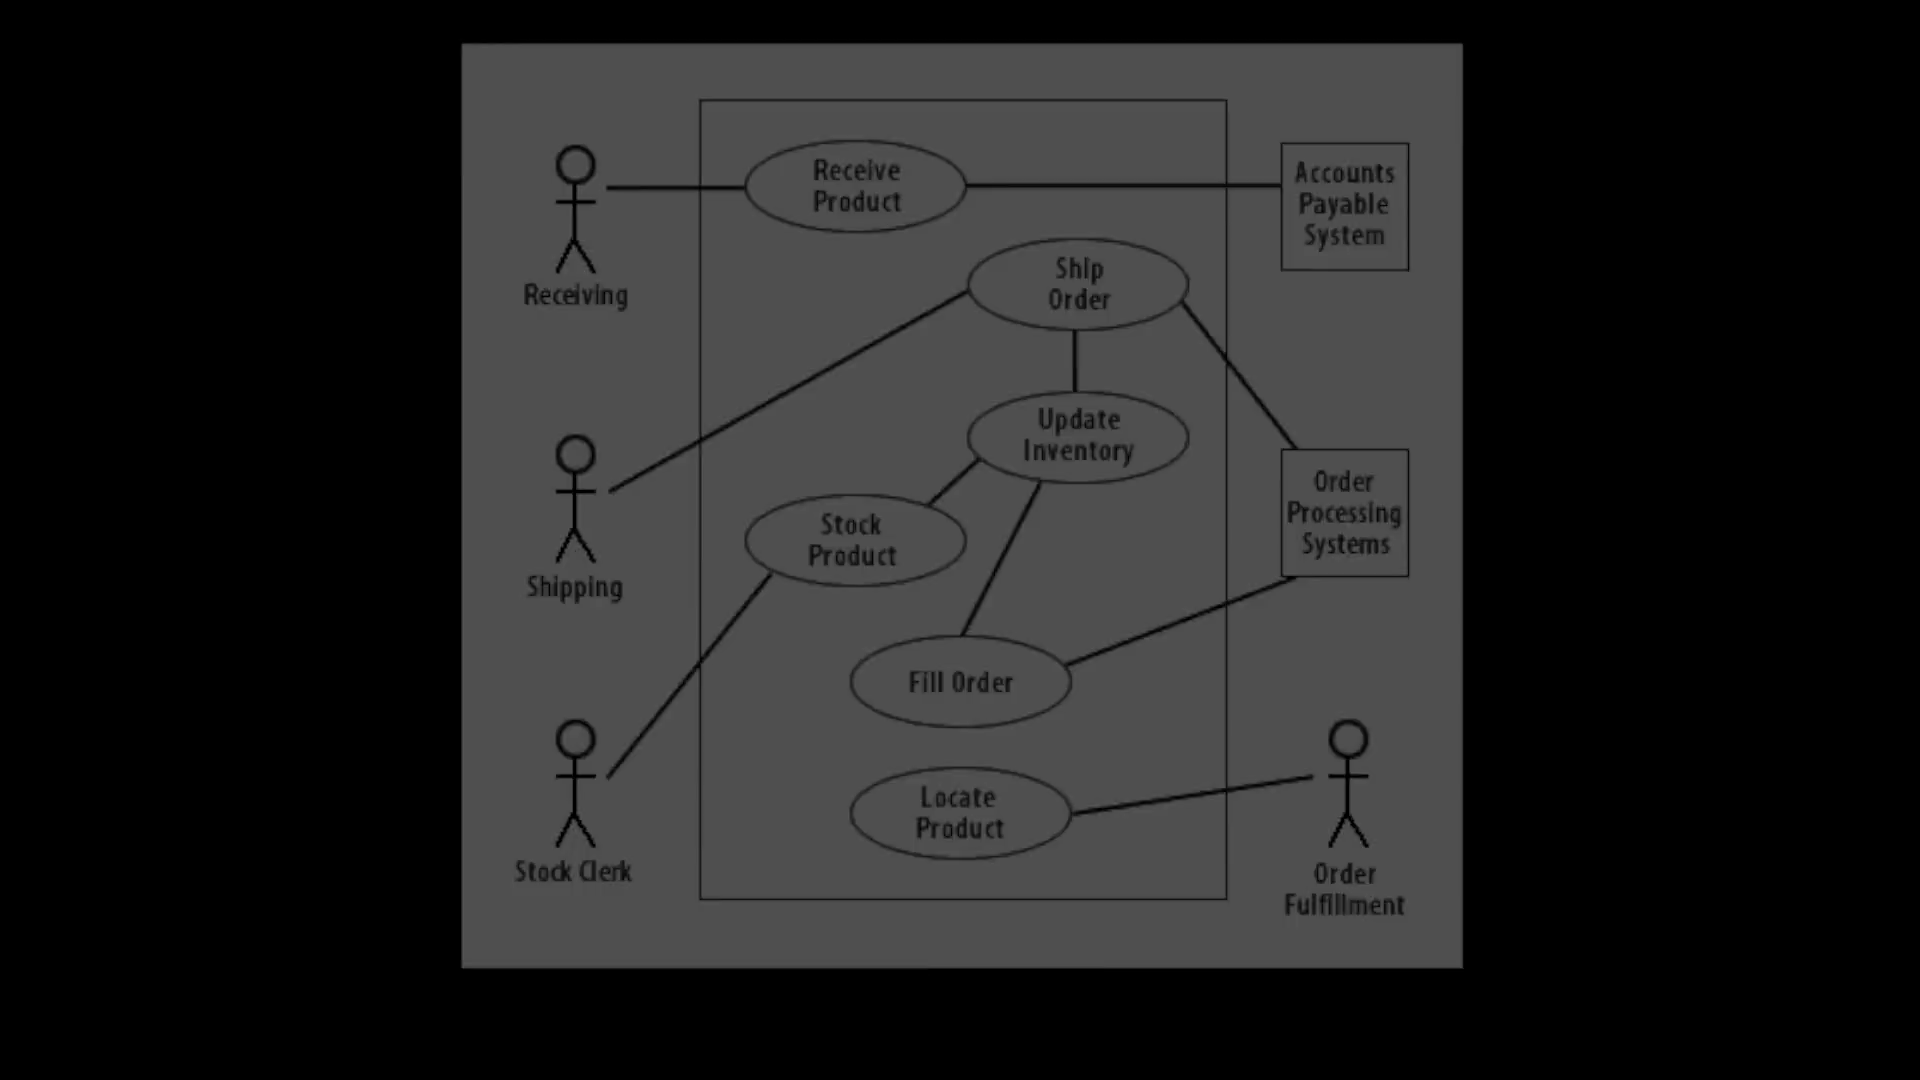 Receive
Product
Accounts
Payable
System
Receiving
Ship
Order
Update
Inventory
Order
Processing
Systems
Stock
Product
Shipping
Fill Order
Locate
Product
Stock Clerk
Order
Fulfillment